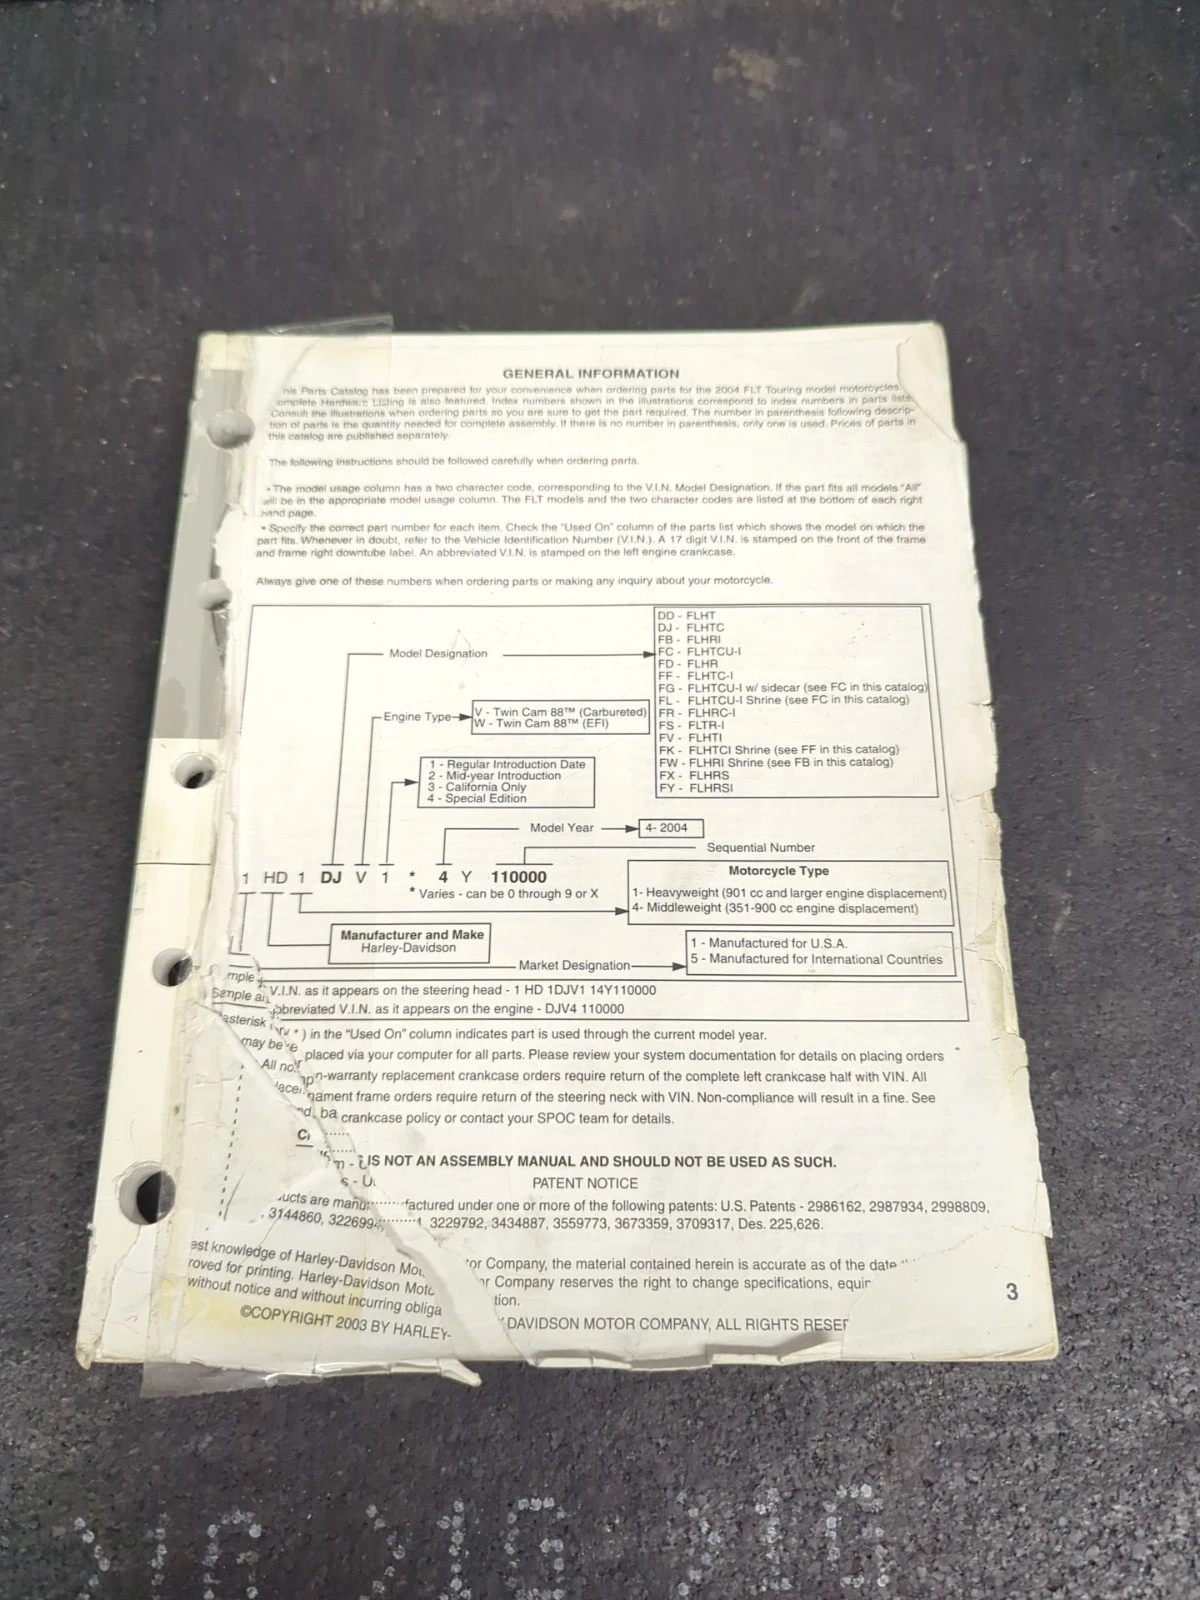 GENERAL INFORMATION
his Parts Catalog has been prepared for your convenience when ordering parts for the 2004 FLT Touring model motorcycles.
omplete Hardware Listing is also featured. Index numbers shown in the illustrations correspond to index numbers in parts lists.
Consult the illustrations when ordering parts so you are sure to get the part required. The number in parenthesis following descrip-
tion of parts is the quantity needed for complete assembly. If there is no number in parenthesis, only one is used. Prices of parts in
this catalog are published separately.
The following instructions should be followed carefully when ordering parts.
• The model usage column has a two character code, corresponding to the V.I.N. Model Designation. If the part fits all models "All"
will be in the appropriate model usage column. The FLT models and the two character codes are listed at the bottom of each right
hand page.
• Specify the correct part number for each item. Check the "Used On" column of the parts list which shows the model on which the
part fits. Whenever in doubt, refer to the Vehicle Identification Number (V.I.N.). A 17 digit V.I.N. is stamped on the front of the frame
and frame right downtube label. An abbreviated V.I.N. is stamped on the left engine crankcase.
Always give one of these numbers when ordering parts or making any inquiry about your motorcycle.
DD - FLHT
DJ - FLHTC
FB - FLHRI
Model Designation
FC - FLHTCU-I
FD - FLHR
FF - FLHTC-I
FG - FLHTCU-I w/ sidecar (see FC in this catalog)
FL - FLHTCU-I Shrine (see FC in this catalog)
FR - FLHRC-I
FS - FLTR-I
FV - FLHTI
FK - FLHTCI Shrine (see FF in this catalog)
FW - FLHRI Shrine (see FB in this catalog)
FX - FLHRS
FY - FLHRSI
Engine Type
V - Twin Cam 88™ (Carbureted)
W - Twin Cam 88™ (EFI)
1 - Regular Introduction Date
2 - Mid-year Introduction
3 - California Only
4 - Special Edition
Model Year
4- 2004
Sequential Number
1 HD 1 DJ V 1 * 4 Y 110000
* Varies - can be 0 through 9 or X
Motorcycle Type
1- Heavyweight (901 cc and larger engine displacement)
4- Middleweight (351-900 cc engine displacement)
Manufacturer and Make
Harley-Davidson
Market Designation
1 - Manufactured for U.S.A.
5 - Manufactured for International Countries
mple V.I.N. as it appears on the steering head - 1 HD 1DJV1 14Y110000
Sample a bbreviated V.I.N. as it appears on the engine - DJV4 110000
asterisk ( * ) in the "Used On" column indicates part is used through the current model year.
may be placed via your computer for all parts. Please review your system documentation for details on placing orders
All no n-warranty replacement crankcase orders require return of the complete left crankcase half with VIN. All
lace nament frame orders require return of the steering neck with VIN. Non-compliance will result in a fine. See
nd, ba crankcase policy or contact your SPOC team for details.
IS NOT AN ASSEMBLY MANUAL AND SHOULD NOT BE USED AS SUCH.
PATENT NOTICE
ucts are manu factured under one or more of the following patents: U.S. Patents - 2986162, 2987934, 2998809,
3144860, 322699 3229792, 3434887, 3559773, 3673359, 3709317, Des. 225,626.
est knowledge of Harley-Davidson Mo tor Company, the material contained herein is accurate as of the date
roved for printing. Harley-Davidson Moto or Company reserves the right to change specifications, equip
without notice and without incurring obliga tion.
©COPYRIGHT 2003 BY HARLEY- DAVIDSON MOTOR COMPANY, ALL RIGHTS RESER
3